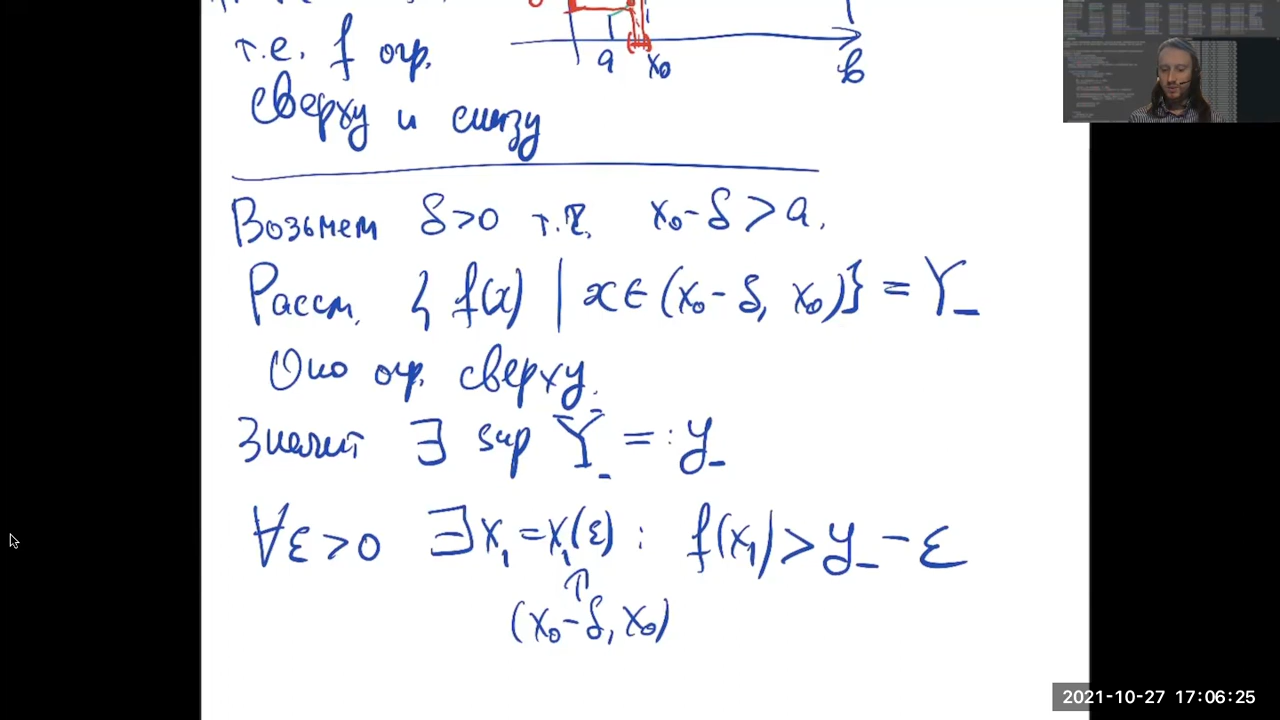 a x₀ b
т.е. f огр.
сверху и снизу
Возьмем δ>0 т.ч. x₀-δ>a.
Рассм. { f(x) | x∈(x₀-δ, x₀)} = Y₋
Оно огр. сверху.
Значит ∃ sup Y₋ =: y₋
∀ε>0 ∃x₁=x₁(ε) : f(x₁)>y₋-ε
↑
(x₀-δ, x₀)
2021-10-27 17:06:25